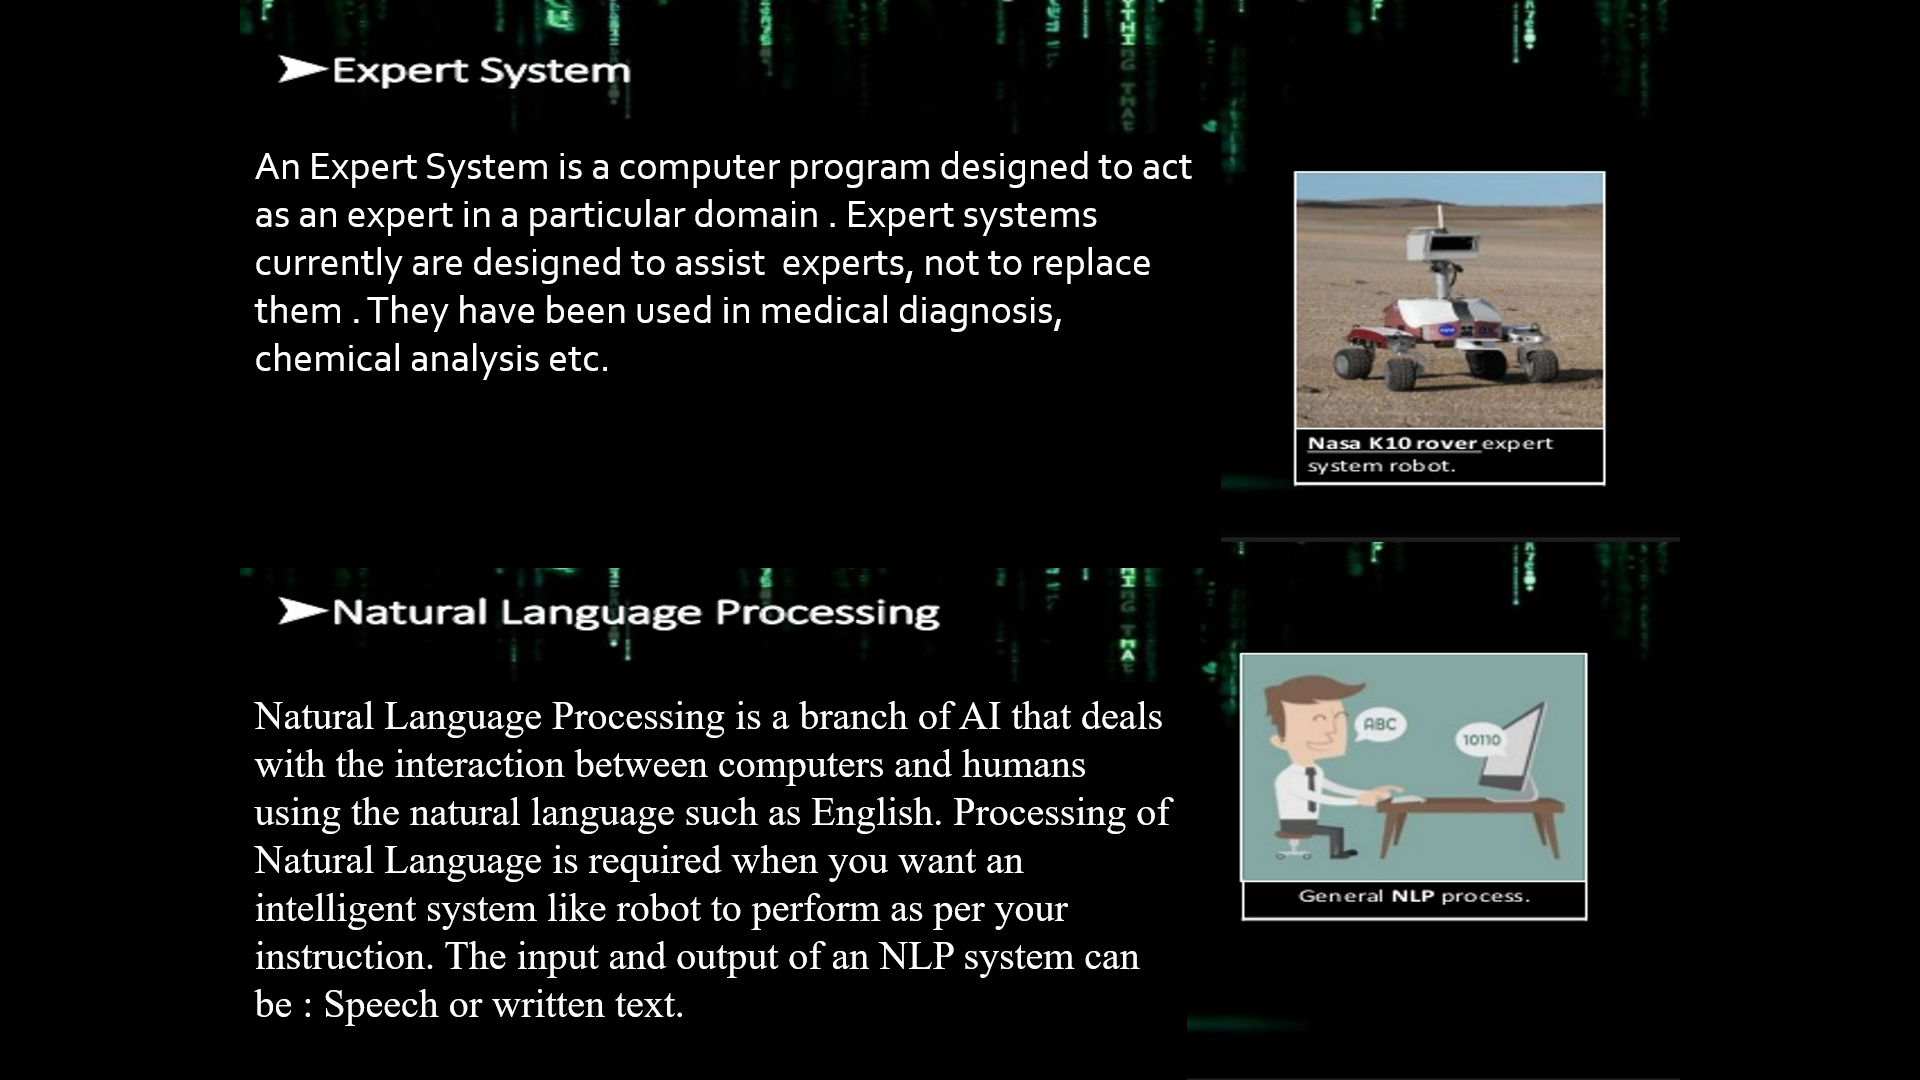 ➤Expert System
An Expert System is a computer program designed to act
as an expert in a particular domain . Expert systems
currently are designed to assist  experts, not to replace
them . They have been used in medical diagnosis,
chemical analysis etc.
Nasa K10 rover expert
system robot.
➤Natural Language Processing
Natural Language Processing is a branch of AI that deals
with the interaction between computers and humans
using the natural language such as English. Processing of
Natural Language is required when you want an
intelligent system like robot to perform as per your
instruction. The input and output of an NLP system can
be : Speech or written text.
ABC
10110
General NLP process.